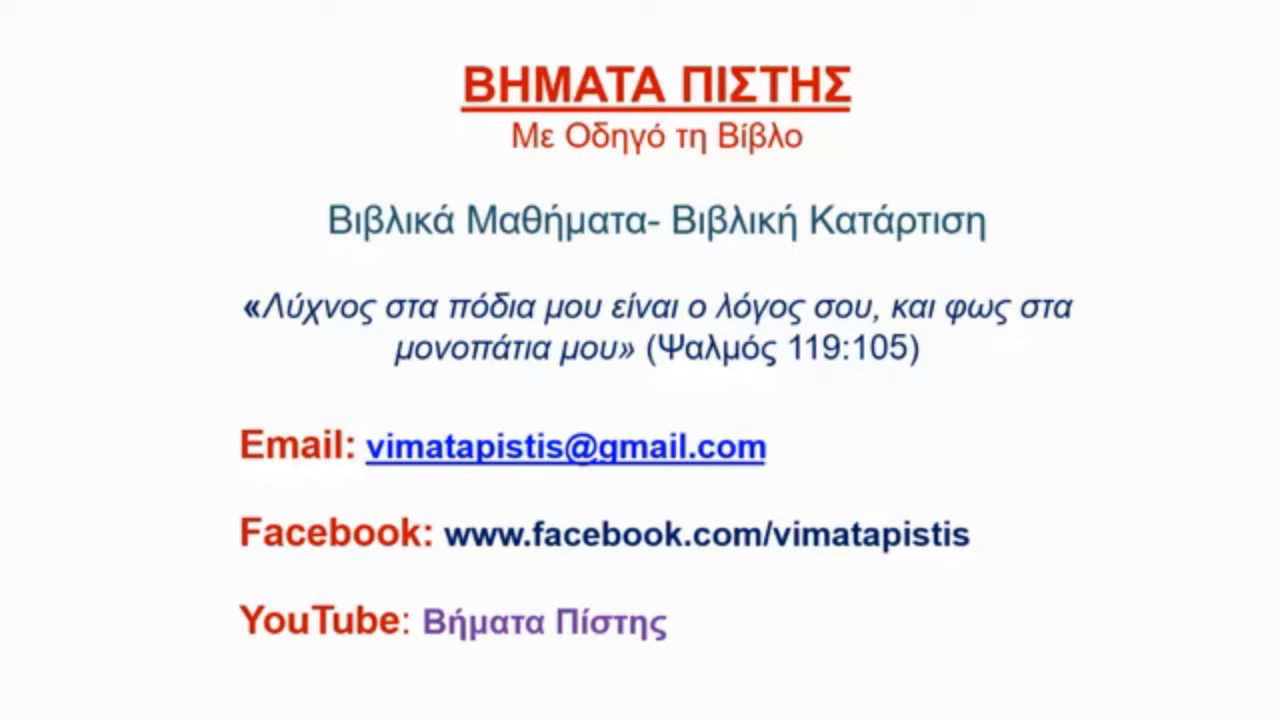 ΒΗΜΑΤΑ ΠΙΣΤΗΣ
Με Οδηγό τη Βίβλο
Βιβλικά Μαθήματα- Βιβλική Κατάρτιση
«Λύχνος στα πόδια μου είναι ο λόγος σου, και φως στα
μονοπάτια μου» (Ψαλμός 119:105)
Email: vimatapistis@gmail.com
Facebook: www.facebook.com/vimatapistis
YouTube: Βήματα Πίστης